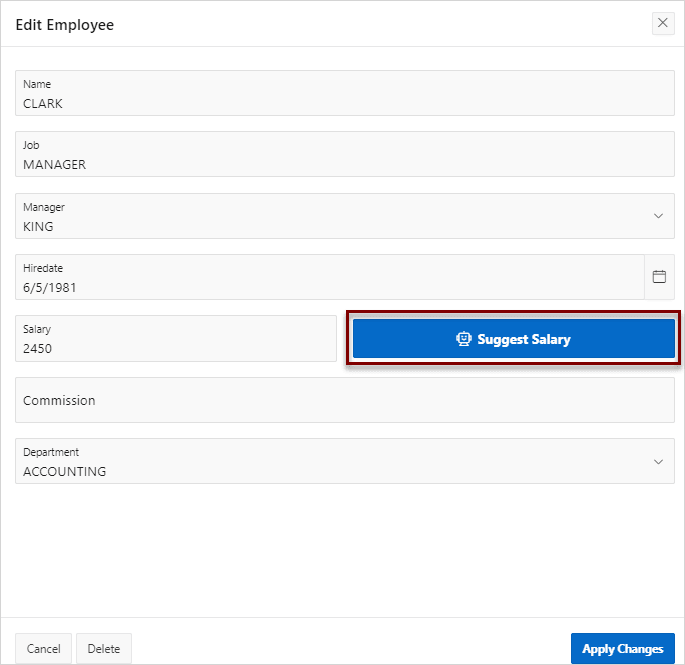 Edit Employee
Name
CLARK
Job
MANAGER
Manager
KING
Hiredate
6/5/1981
Salary
2450
Suggest Salary
Commission
Department
ACCOUNTING
Cancel
Delete
Apply Changes